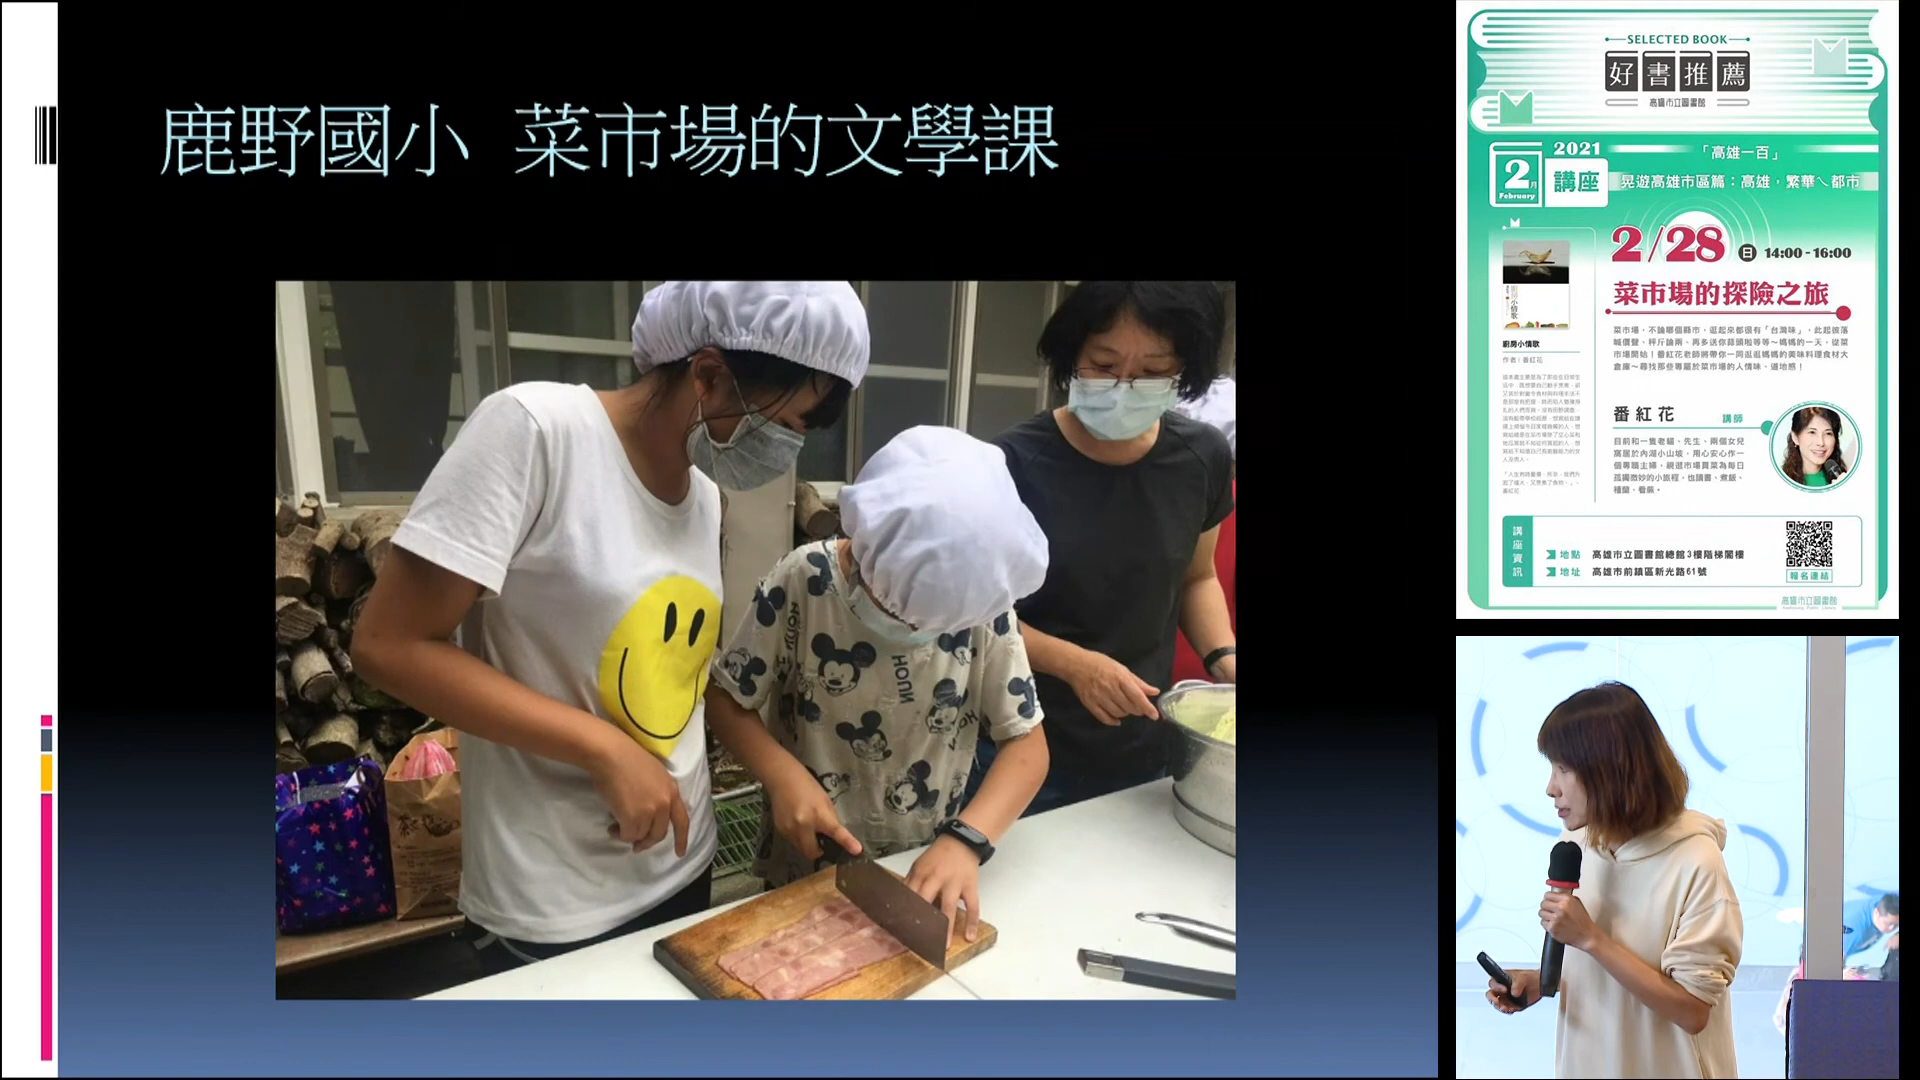 鹿野國小 菜市場的文學課
SELECTED BOOK
好書推薦
高雄市立圖書館
2月
February
2021
講座
「高雄一百」
晃遊高雄市區篇：高雄，繁華ㄟ都市
2/28 日 14:00-16:00
菜市場的探險之旅
菜市場，不論哪個縣市，逛起來都很有「台灣味」，此起彼落
喊價聲、秤斤論兩、再多送你蒜頭啦等等～媽媽的一天，從菜
市場開始！番紅花老師將帶你一同逛逛媽媽的美味料理食材大
倉庫～尋找那些專屬於菜市場的人情味、道地感！
廚房小情歌
作者：番紅花
番紅花 講師
目前和一隻老貓、先生、兩個女兒
窩居於內湖小山坡，用心安心作一
個專職主婦，視逛市場買菜為每日
孤獨微妙的小旅程，也讀書、煮飯、
種蘭、看蕨。
講座資訊
地點 高雄市立圖書館總館3樓階梯閱樓
地址 高雄市前鎮區新光路61號
報名連結
高雄市立圖書館